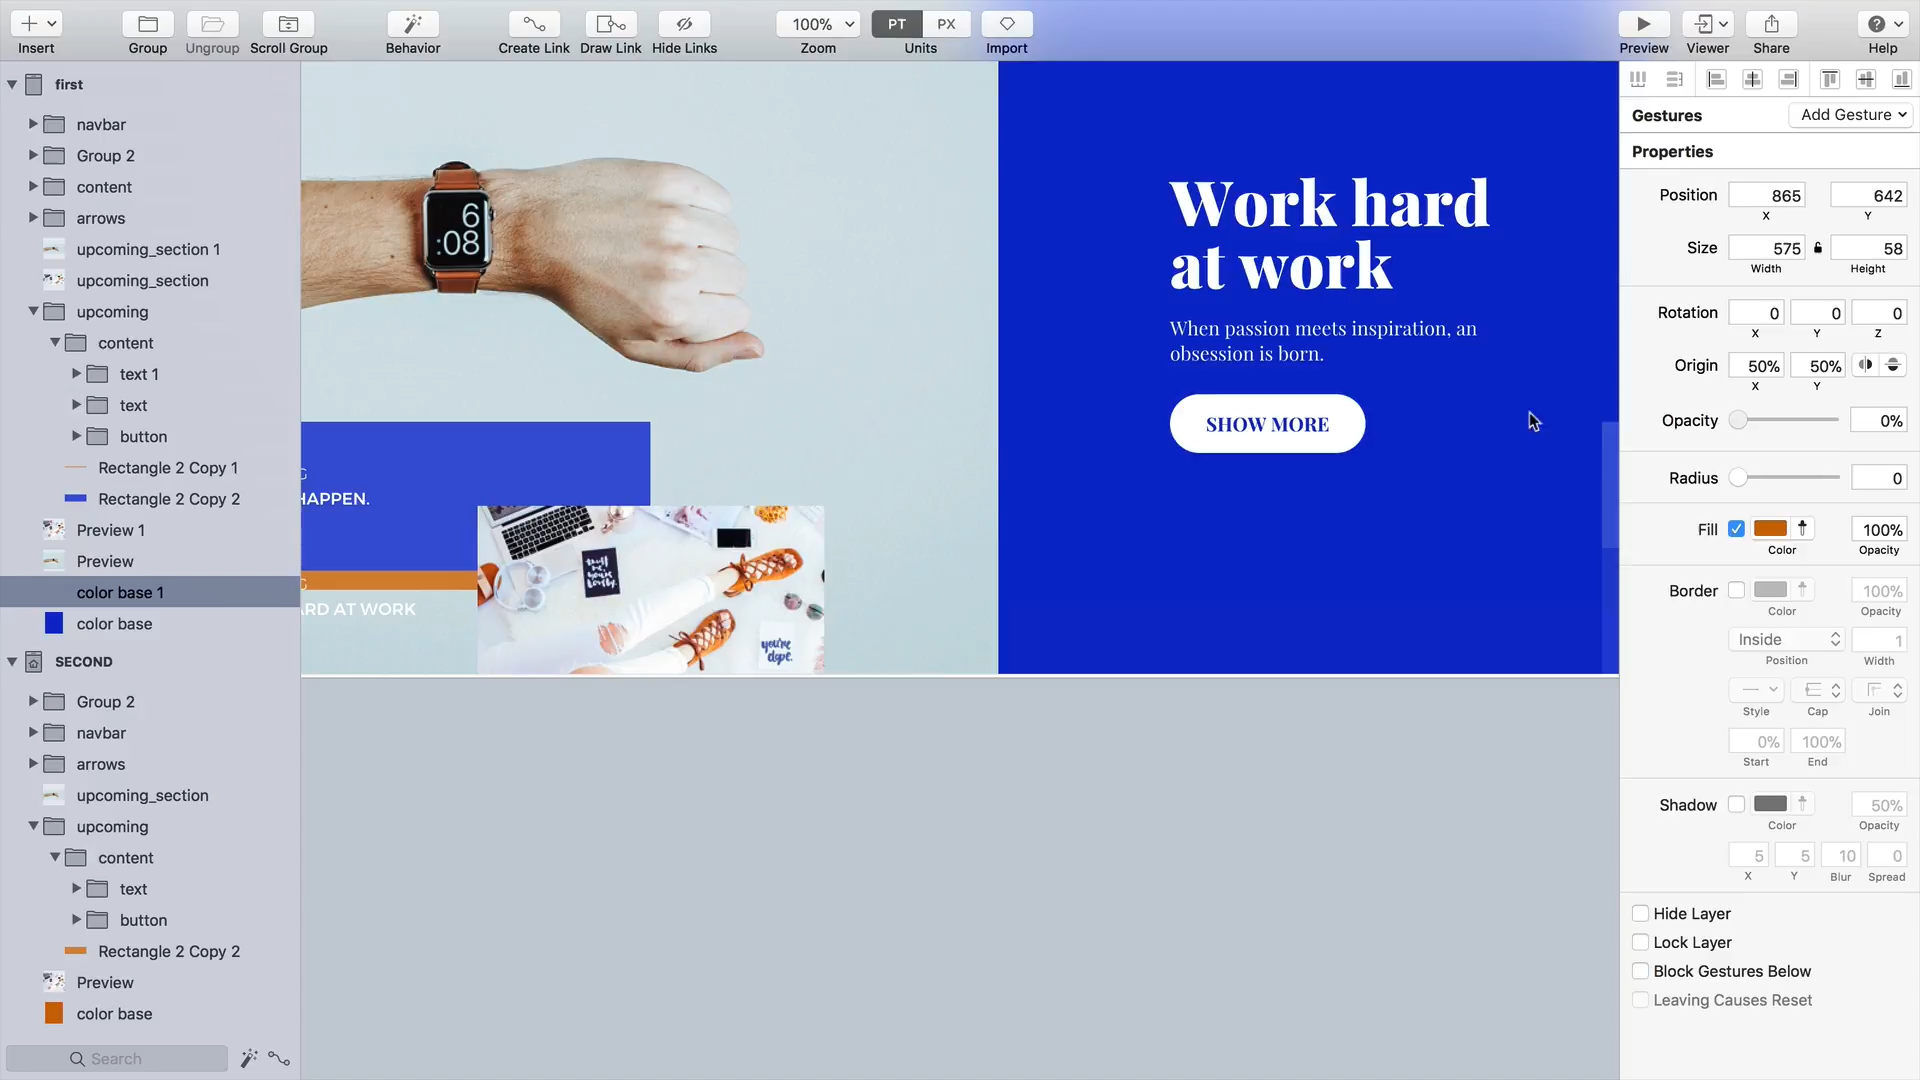 Insert
Group
Ungroup
Scroll Group
Behavior
Create Link
Draw Link
Hide Links
100%
Zoom
PT
PX
Units
Import
Preview
Viewer
Share
Help
first
navbar
Group 2
content
arrows
upcoming_section 1
upcoming_section
upcoming
content
text 1
text
button
Rectangle 2 Copy 1
Rectangle 2 Copy 2
Preview 1
Preview
color base 1
color base
SECOND
Group 2
navbar
arrows
upcoming_section
upcoming
content
text
button
Rectangle 2 Copy 2
Preview
color base
Search
6
:08
G
HAPPEN.
G
ARD AT WORK
you're
dope.
Work hard
at work
When passion meets inspiration, an
obsession is born.
SHOW MORE
Gestures
Add Gesture
Properties
Position
865
642
X
Y
Size
575
58
Width
Height
Rotation
0
0
0
X
Y
Z
Origin
50%
50%
X
Y
Opacity
0%
Radius
0
Fill
100%
Color
Opacity
Border
100%
Color
Opacity
Inside
1
Position
Width
Style
Cap
Join
0%
100%
Start
End
Shadow
50%
Color
Opacity
5
5
10
0
X
Y
Blur
Spread
Hide Layer
Lock Layer
Block Gestures Below
Leaving Causes Reset